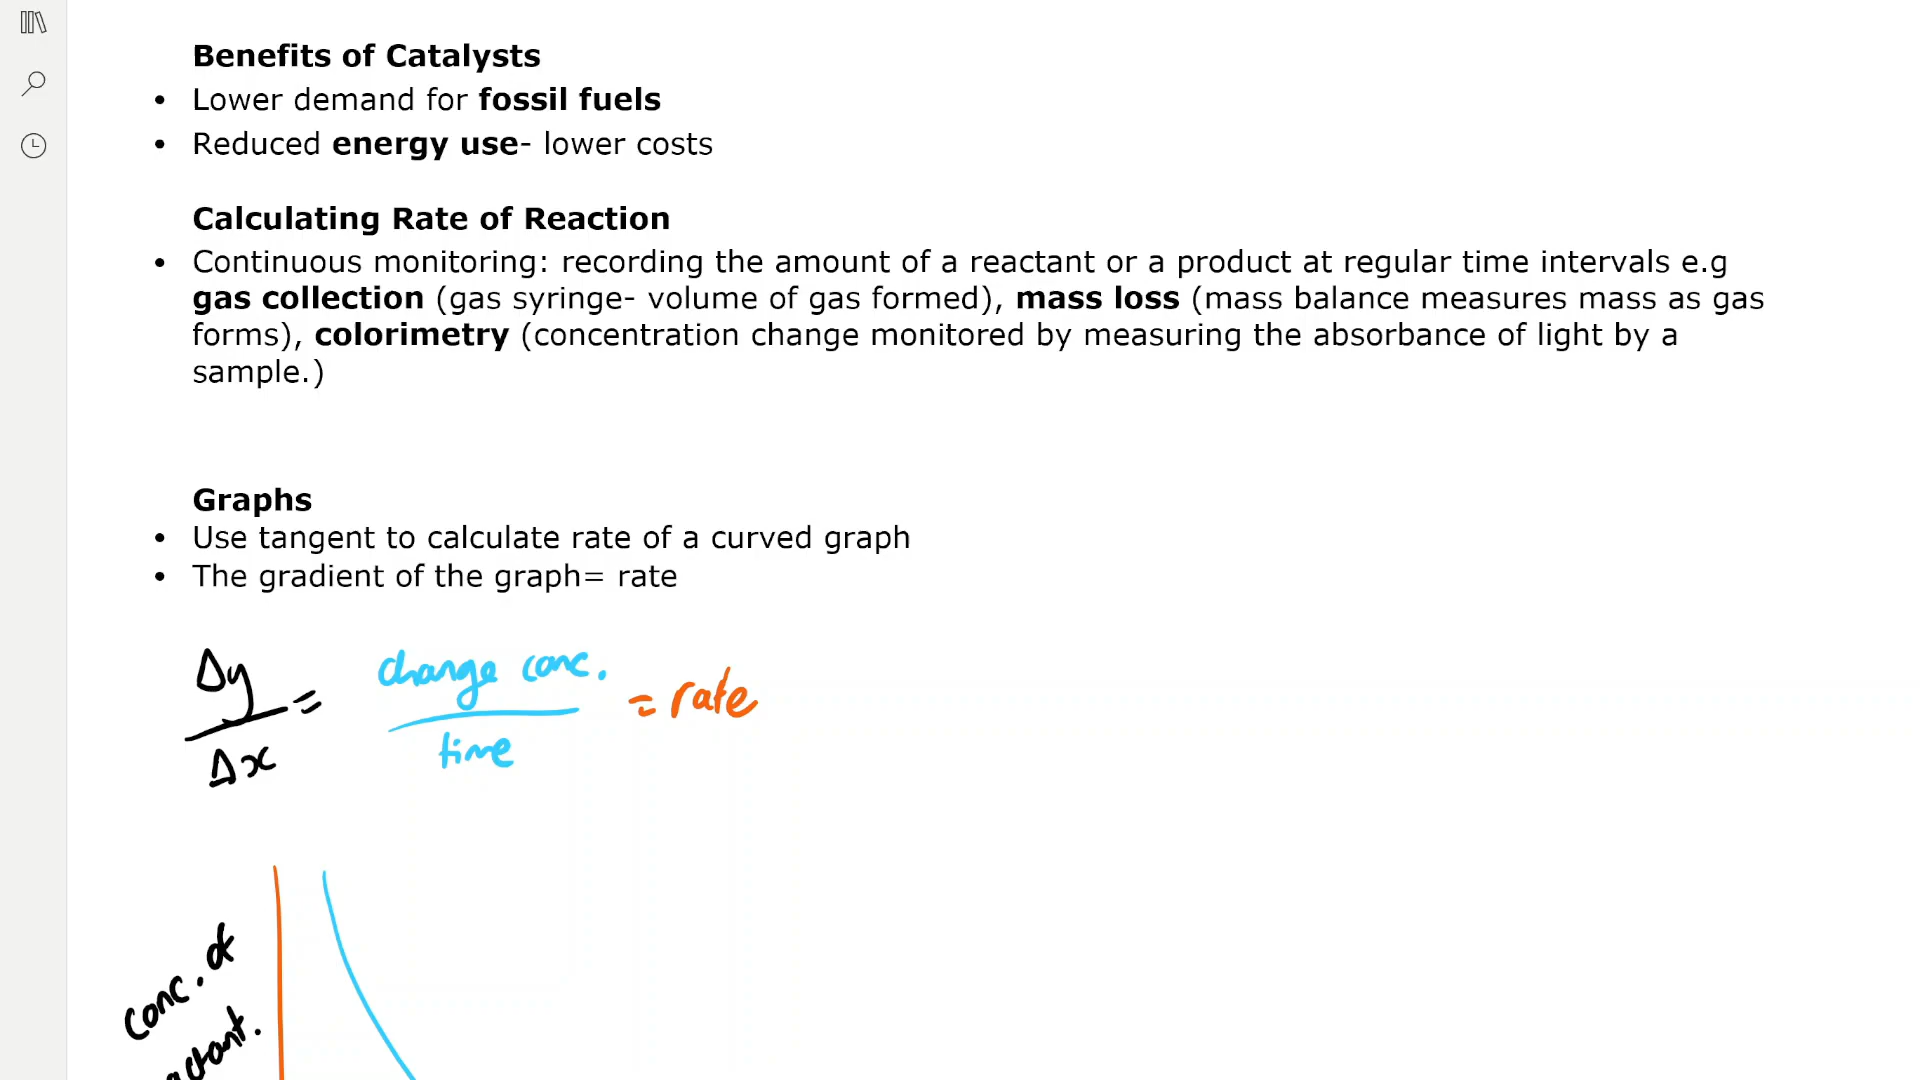 Benefits of Catalysts
• Lower demand for fossil fuels
• Reduced energy use- lower costs
Calculating Rate of Reaction
• Continuous monitoring: recording the amount of a reactant or a product at regular time intervals e.g
gas collection (gas syringe- volume of gas formed), mass loss (mass balance measures mass as gas
forms), colorimetry (concentration change monitored by measuring the absorbance of light by a
sample.)
Graphs
• Use tangent to calculate rate of a curved graph
• The gradient of the graph= rate
Δy
Δx
=
change conc.
time
= rate
conc. of